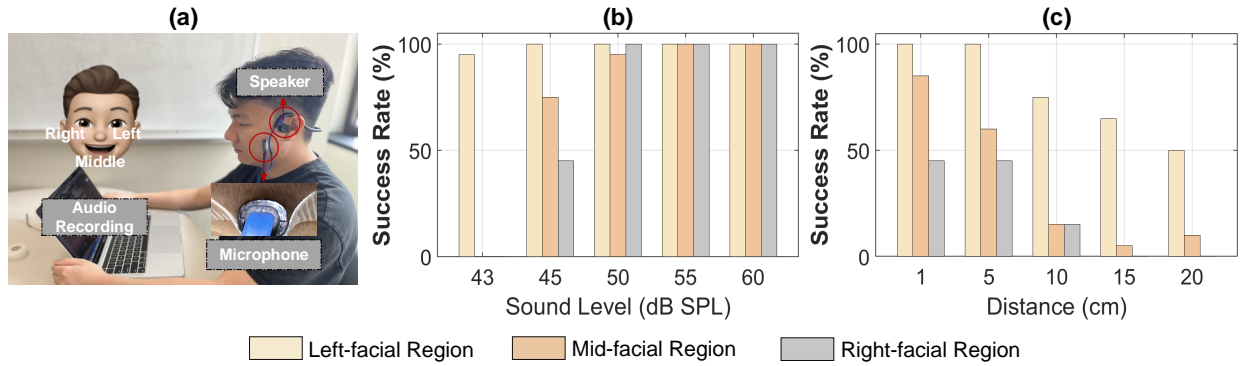 (a)
Speaker
Right
Left
Middle
Audio
Recording
Microphone
(b)
Success Rate (%)
100
50
0
43
45
50
55
60
Sound Level (dB SPL)
(c)
Success Rate (%)
100
50
0
1
5
10
15
20
Distance (cm)
Left-facial Region
Mid-facial Region
Right-facial Region